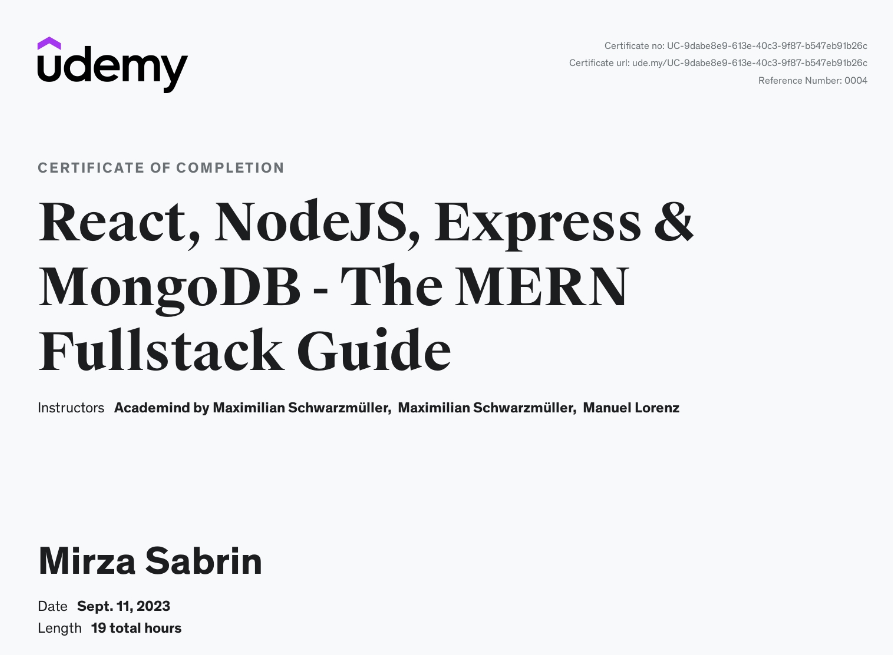 udemy
Certificate no: UC-9dabe8e9-613e-40c3-9f87-b547eb91b26c
Certificate url: ude.my/UC-9dabe8e9-613e-40c3-9f87-b547eb91b26c
Reference Number: 0004
CERTIFICATE OF COMPLETION
React, NodeJS, Express &
MongoDB - The MERN
Fullstack Guide
Instructors Academind by Maximilian Schwarzmüller, Maximilian Schwarzmüller, Manuel Lorenz
Mirza Sabrin
Date Sept. 11, 2023
Length 19 total hours